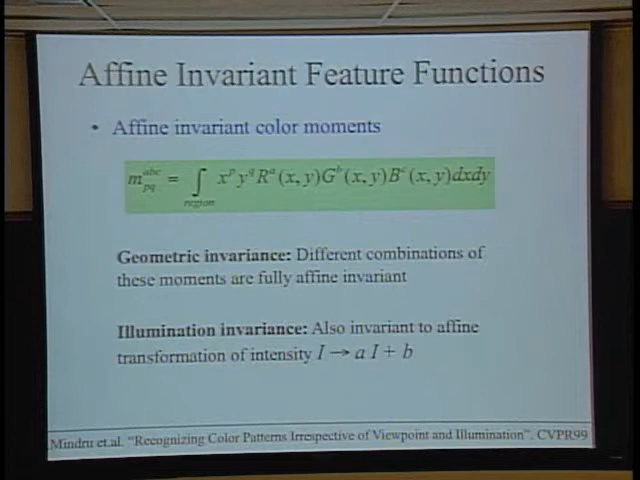 Affine Invariant Feature Functions
• Affine invariant color moments
m_{pq}^{abc} = ∫_{region} x^p y^q R^a(x, y)G^b(x, y)B^c(x, y)dxdy
Geometric invariance: Different combinations of
these moments are fully affine invariant
Illumination invariance: Also invariant to affine
transformation of intensity I → a I + b
Mindru et.al. "Recognizing Color Patterns Irrespective of Viewpoint and Illumination". CVPR99